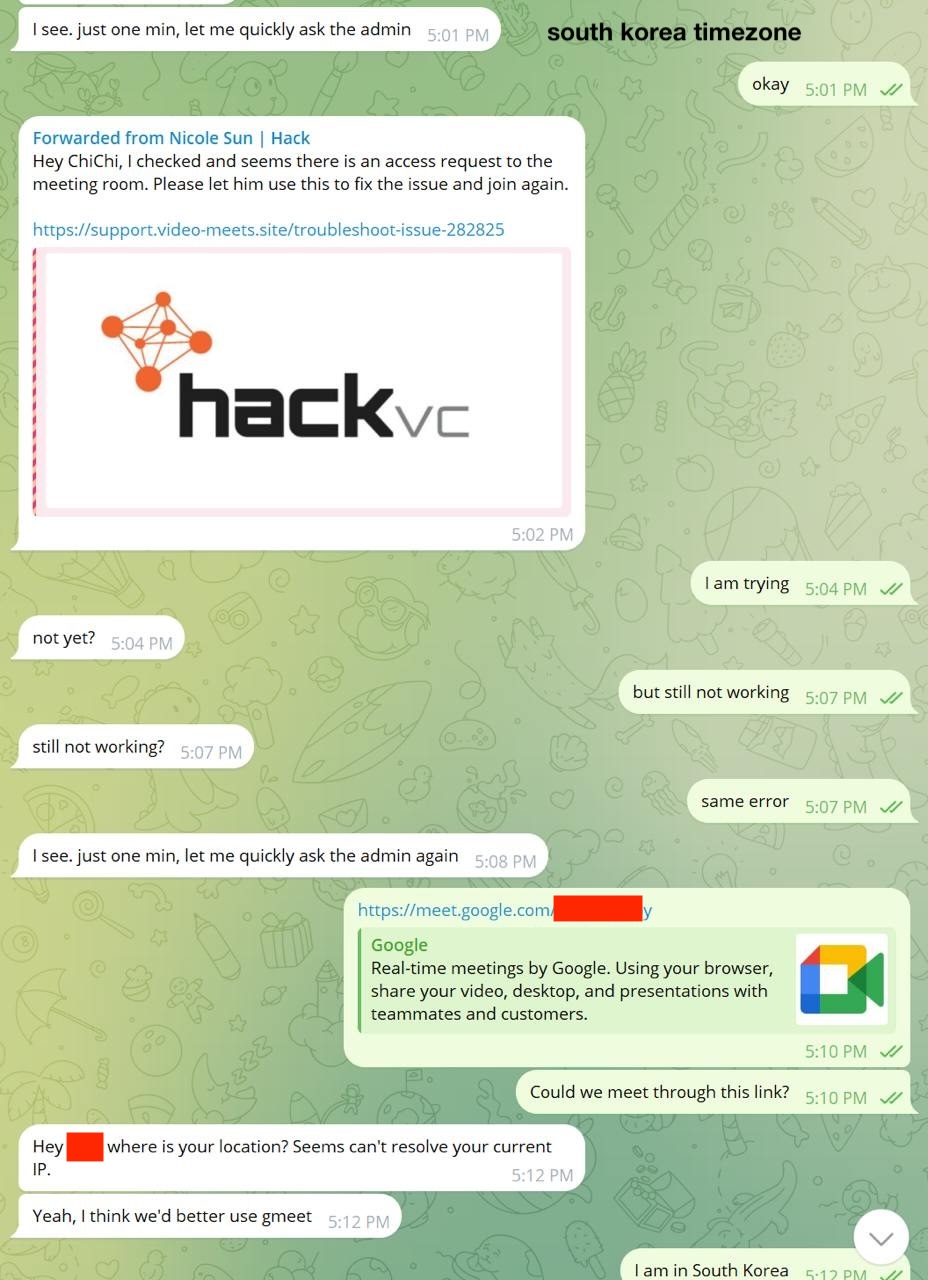 I see. just one min, let me quickly ask the admin 5:01 PM
south korea timezone
okay 5:01 PM
Forwarded from Nicole Sun | Hack
Hey ChiChi, I checked and seems there is an access request to the
meeting room. Please let him use this to fix the issue and join again.
https://support.video-meets.site/troubleshoot-issue-282825
hack VC
5:02 PM
I am trying 5:04 PM
not yet? 5:04 PM
but still not working 5:07 PM
still not working? 5:07 PM
same error 5:07 PM
I see. just one min, let me quickly ask the admin again 5:08 PM
https://meet.google.com/ y
Google
Real-time meetings by Google. Using your browser,
share your video, desktop, and presentations with
teammates and customers.
5:10 PM
Could we meet through this link? 5:10 PM
Hey where is your location? Seems can't resolve your current
IP. 5:12 PM
Yeah, I think we'd better use gmeet 5:12 PM
I am in South Korea 5:12 PM